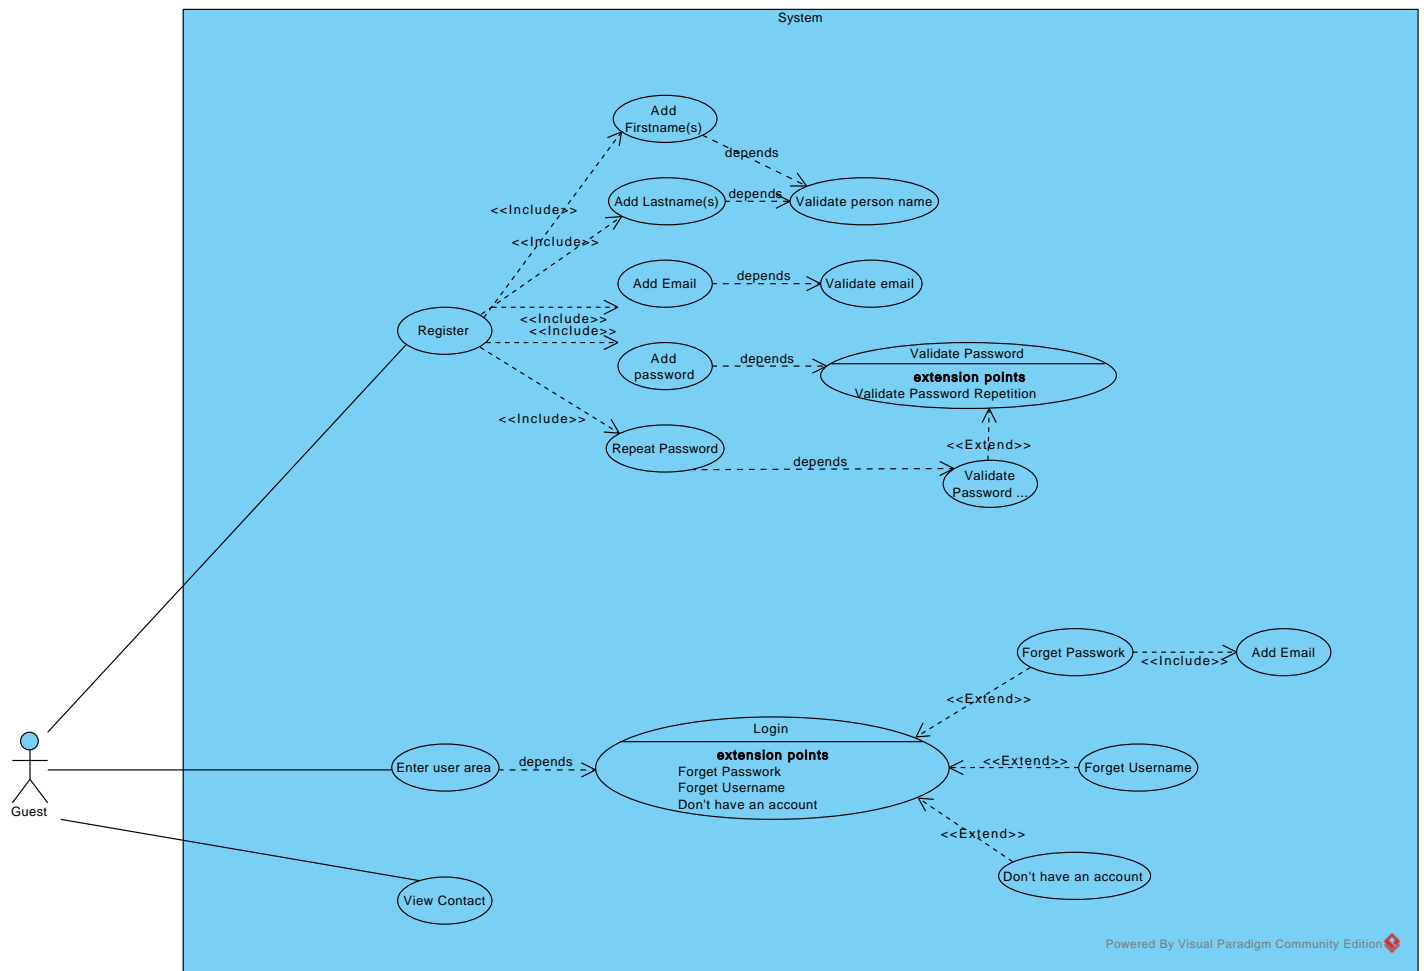 System
Add
Firstname(s)
depends
<<Include>>
Add Lastname(s)
depends
Validate person name
<<Include>>
Add Email
depends
Validate email
<<Include>>
<<Include>>
Register
Add
password
depends
Validate Password
extension points
Validate Password Repetition
<<Include>>
Repeat Password
depends
<<Extend>>
Validate
Password ...
Forget Password
<<Include>>
Add Email
<<Extend>>
Guest
Enter user area
depends
Login
extension points
Forget Passwork
Forget Username
Don't have an account
<<Extend>>
Forget Username
<<Extend>>
Don't have an account
View Contact
Powered By Visual Paradigm Community Edition